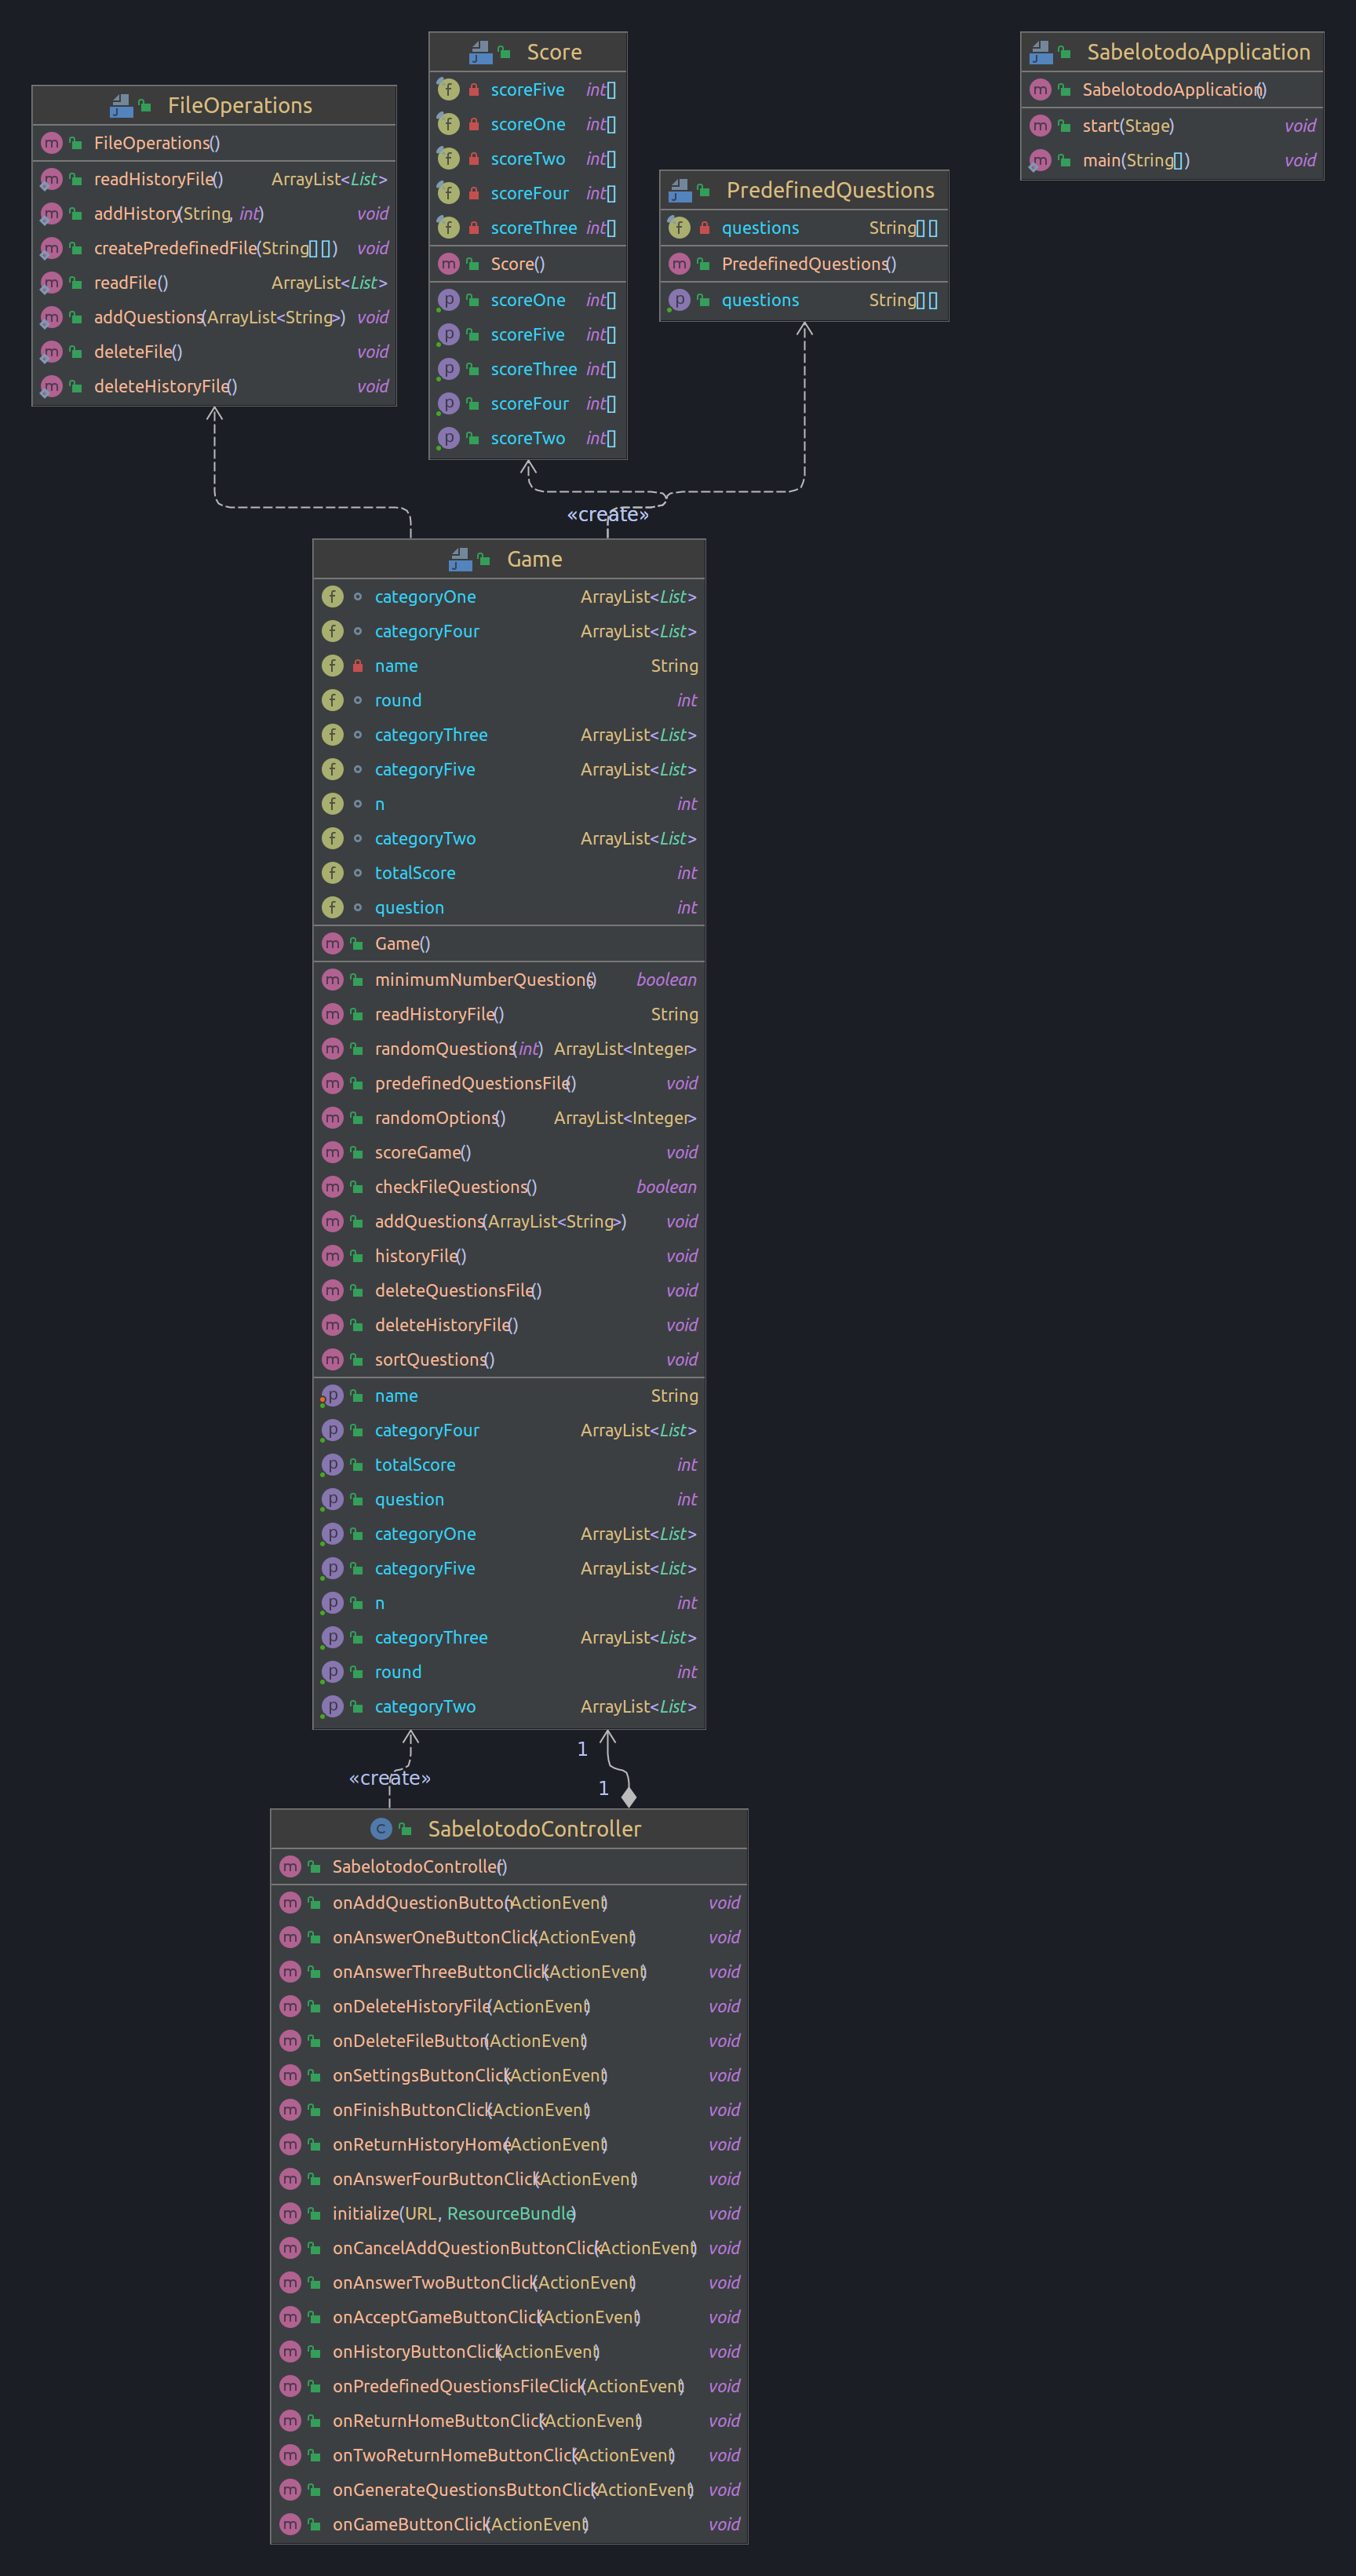 Score
scoreFive int[]
scoreOne int[]
scoreTwo int[]
scoreFour int[]
scoreThree int[]
Score()
scoreOne int[]
scoreFive int[]
scoreThree int[]
scoreFour int[]
scoreTwo int[]
SabelotodoApplication
SabelotodoApplication()
start(Stage) void
main(String[]) void
FileOperations
FileOperations()
readHistoryFile() ArrayList<List>
addHistory(String, int) void
createPredefinedFile(String[][]) void
readFile() ArrayList<List>
addQuestions(ArrayList<String>) void
deleteFile() void
deleteHistoryFile() void
PredefinedQuestions
questions String[][]
PredefinedQuestions()
questions String[][]
«create»
Game
categoryOne ArrayList<List>
categoryFour ArrayList<List>
name String
round int
categoryThree ArrayList<List>
categoryFive ArrayList<List>
n int
categoryTwo ArrayList<List>
totalScore int
question int
Game()
minimumNumberQuestions() boolean
readHistoryFile() String
randomQuestions(int) ArrayList<Integer>
predefinedQuestionsFile() void
randomOptions() ArrayList<Integer>
scoreGame() void
checkFileQuestions() boolean
addQuestions(ArrayList<String>) void
historyFile() void
deleteQuestionsFile() void
deleteHistoryFile() void
sortQuestions() void
name String
categoryFour ArrayList<List>
totalScore int
question int
categoryOne ArrayList<List>
categoryFive ArrayList<List>
n int
categoryThree ArrayList<List>
round int
categoryTwo ArrayList<List>
1
«create»
1
SabelotodoController
SabelotodoController()
onAddQuestionButton(ActionEvent) void
onAnswerOneButtonClick(ActionEvent) void
onAnswerThreeButtonClick(ActionEvent) void
onDeleteHistoryFile(ActionEvent) void
onDeleteFileButton(ActionEvent) void
onSettingsButtonClick(ActionEvent) void
onFinishButtonClick(ActionEvent) void
onReturnHistoryHome(ActionEvent) void
onAnswerFourButtonClick(ActionEvent) void
initialize(URL, ResourceBundle) void
onCancelAddQuestionButtonClick(ActionEvent) void
onAnswerTwoButtonClick(ActionEvent) void
onAcceptGameButtonClick(ActionEvent) void
onHistoryButtonClick(ActionEvent) void
onPredefinedQuestionsFileClick(ActionEvent) void
onReturnHomeButtonClick(ActionEvent) void
onTwoReturnHomeButtonClick(ActionEvent) void
onGenerateQuestionsButtonClick(ActionEvent) void
onGameButtonClick(ActionEvent) void